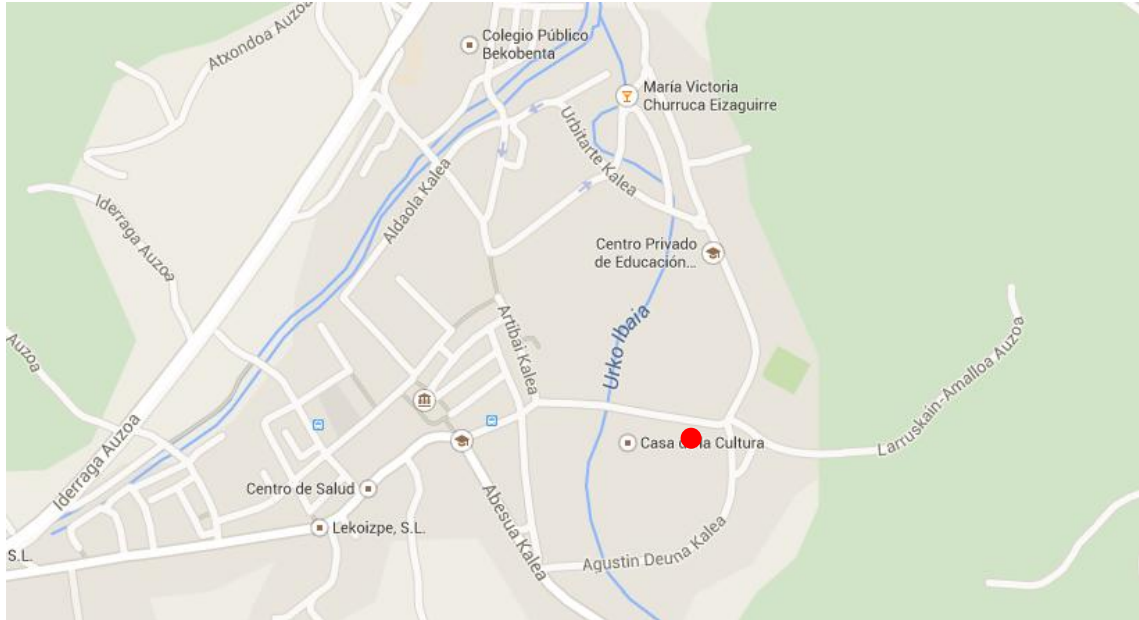 Atxondoa Auzoa
Colegio Público
Bekobenta
María Victoria
Churruca Eizaguirre
Urbitarte Kalea
Iderraga Auzoa
Aldaola Kalea
Centro Privado
de Educación...
Artibai Kalea
Urko Ibaia
Auzoa
Larruskain-Amalloa Auzoa
Casa la Cultura
Iderraga Auzoa
Centro de Salud
Abesua Kalea
Lekoizpe, S.L.
S.L.
Agustin Deuna Kalea